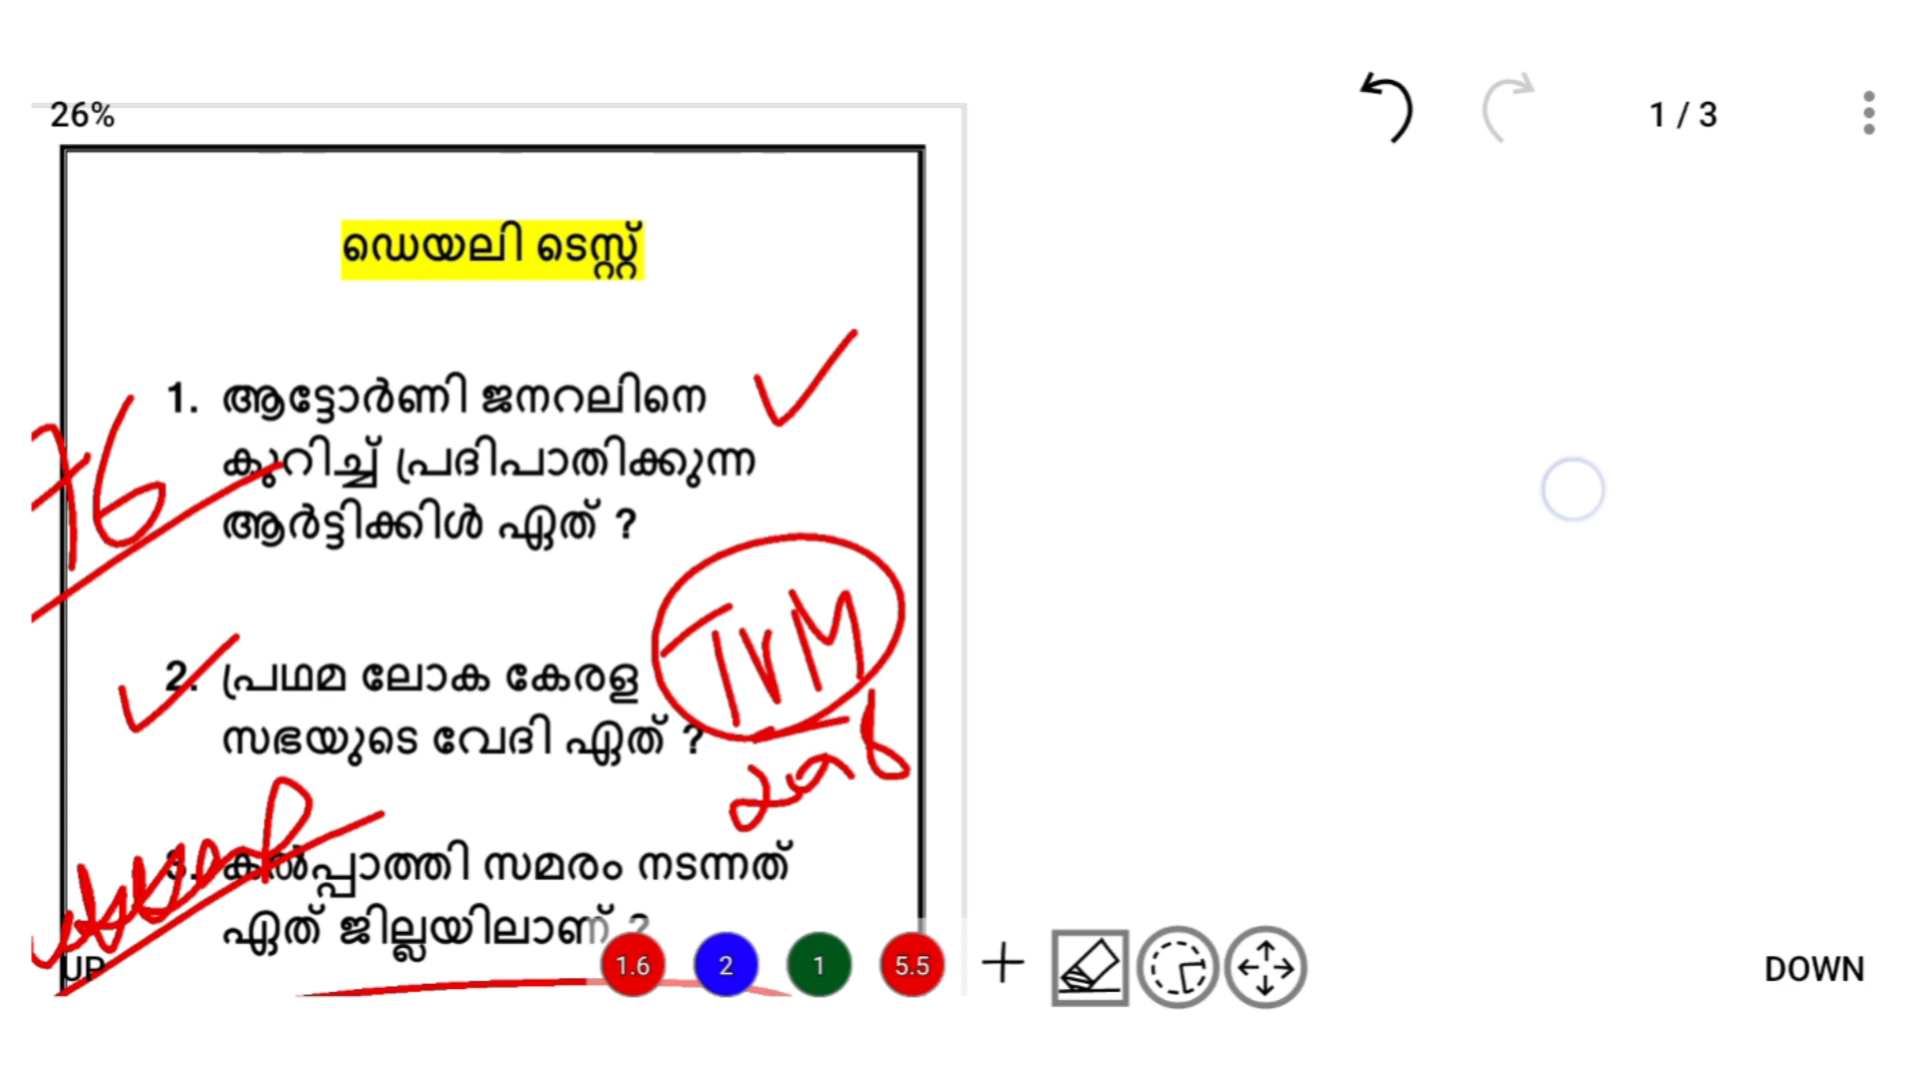 26%
1 / 3
ഡെയലി ടെസ്റ്റ്
1. ആട്ടോർണി ജനറലിനെ
കുറിച്ച് പ്രദിപാതിക്കുന്ന
ആർട്ടിക്കിൾ ഏത് ?
76
2. പ്രഥമ ലോക കേരള
സഭയുടെ വേദി ഏത് ?
TVM
3. കൽപ്പാത്തി സമരം നടന്നത്
ഏത് ജില്ലയിലാണ് ?
UP
1.6 2 1 5.5
DOWN